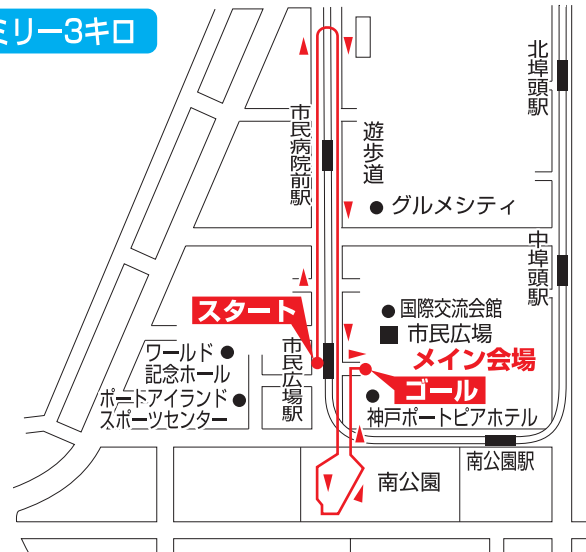 ミリー3キロ
北埠頭駅
市民病院前駅
遊歩道
グルメシティ
中埠頭駅
スタート
国際交流会館
市民広場
メイン会場
ゴール
市民広場駅
ワールド
記念ホール
ポートアイランド
スポーツセンター
神戸ポートピアホテル
南公園駅
南公園